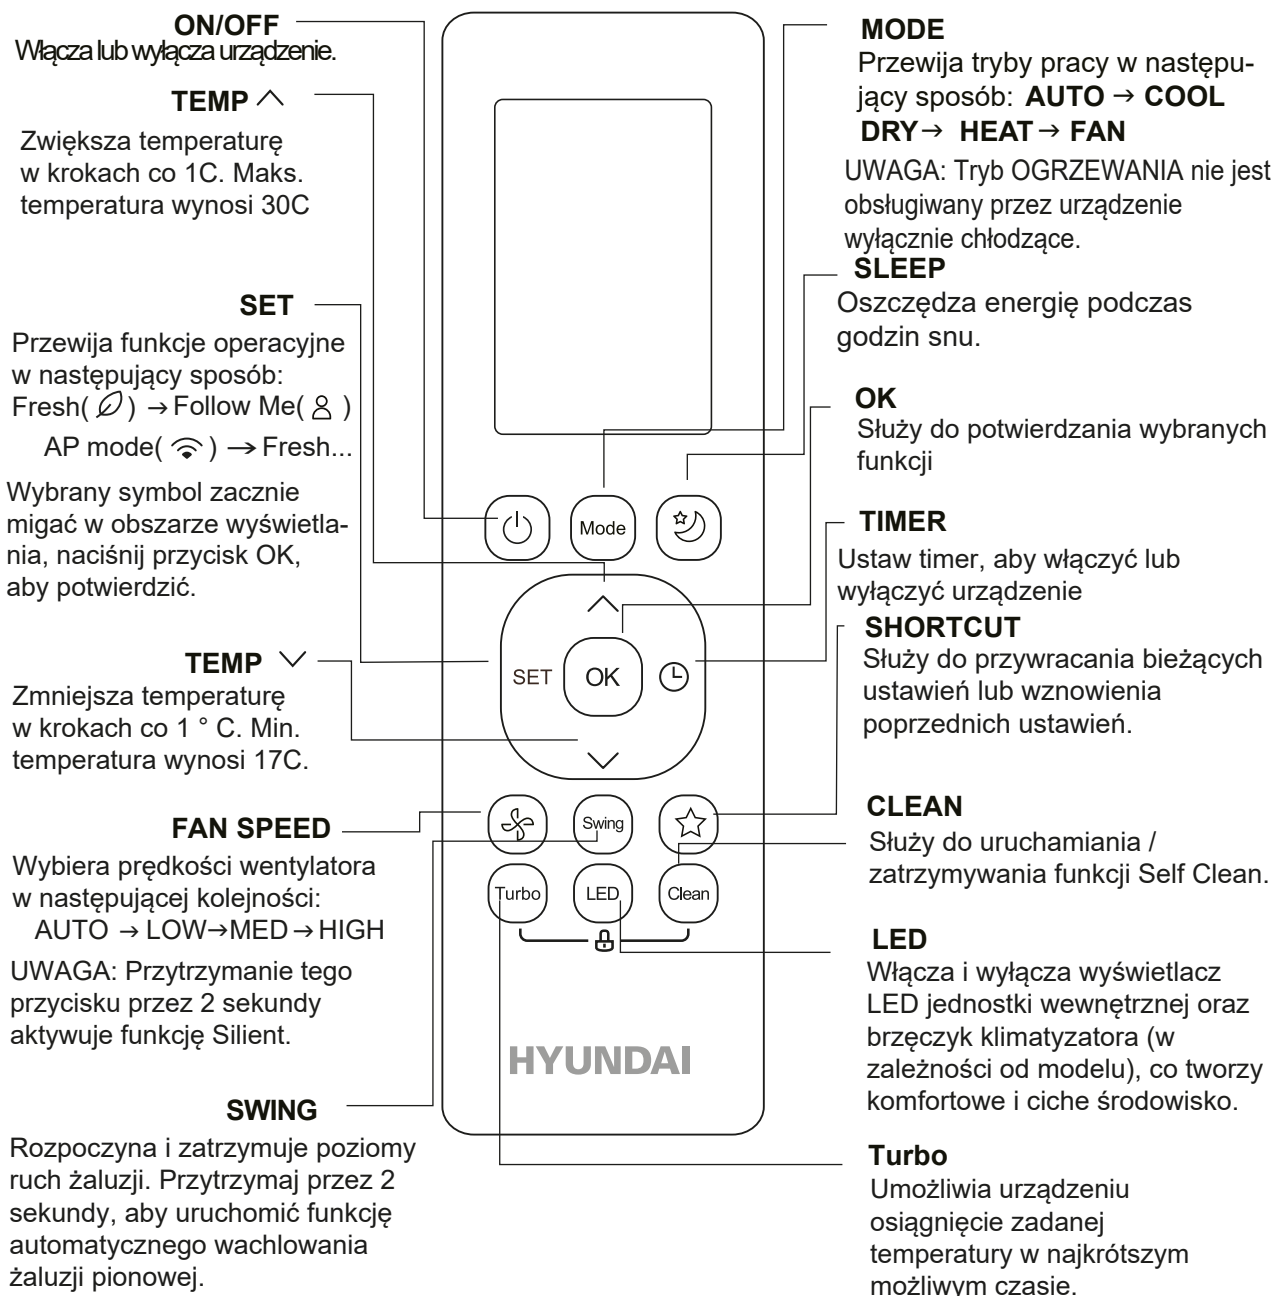 ON/OFF
Włącza lub wyłącza urządzenie.
TEMP
Zwiększa temperaturę
w krokach co 1C. Maks.
temperatura wynosi 30C
SET
Przewija funkcje operacyjne
w następujący sposób:
Fresh( ) → Follow Me( )
AP mode( ) → Fresh...
Wybrany symbol zacznie
migać w obszarze wyświetla-
nia, naciśnij przycisk OK,
aby potwierdzić.
TEMP
Zmniejsza temperaturę
w krokach co 1 ° C. Min.
temperatura wynosi 17C.
FAN SPEED
Wybiera prędkości wentylatora
w następującej kolejności:
AUTO → LOW→MED→HIGH
UWAGA: Przytrzymanie tego
przycisku przez 2 sekundy
aktywuje funkcję Silient.
SWING
Rozpoczyna i zatrzymuje poziomy
ruch żaluzji. Przytrzymaj przez 2
sekundy, aby uruchomić funkcję
automatycznego wachlowania
żaluzji pionowej.
Mode
SET
OK
Swing
Turbo
LED
Clean
HYUNDAI
MODE
Przewija tryby pracy w następu-
jący sposób: AUTO → COOL
DRY→ HEAT→ FAN
UWAGA: Tryb OGRZEWANIA nie jest
obsługiwany przez urządzenie
wyłącznie chłodzące.
SLEEP
Oszczędza energię podczas
godzin snu.
OK
Służy do potwierdzania wybranych
funkcji
TIMER
Ustaw timer, aby włączyć lub
wyłączyć urządzenie
SHORTCUT
Służy do przywracania bieżących
ustawień lub wznowienia
poprzednich ustawień.
CLEAN
Służy do uruchamiania /
zatrzymywania funkcji Self Clean.
LED
Włącza i wyłącza wyświetlacz
LED jednostki wewnętrznej oraz
brzęczyk klimatyzatora (w
zależności od modelu), co tworzy
komfortowe i ciche środowisko.
Turbo
Umożliwia urządzeniu
osiągnięcie zadanej
temperatury w najkrótszym
możliwym czasie.